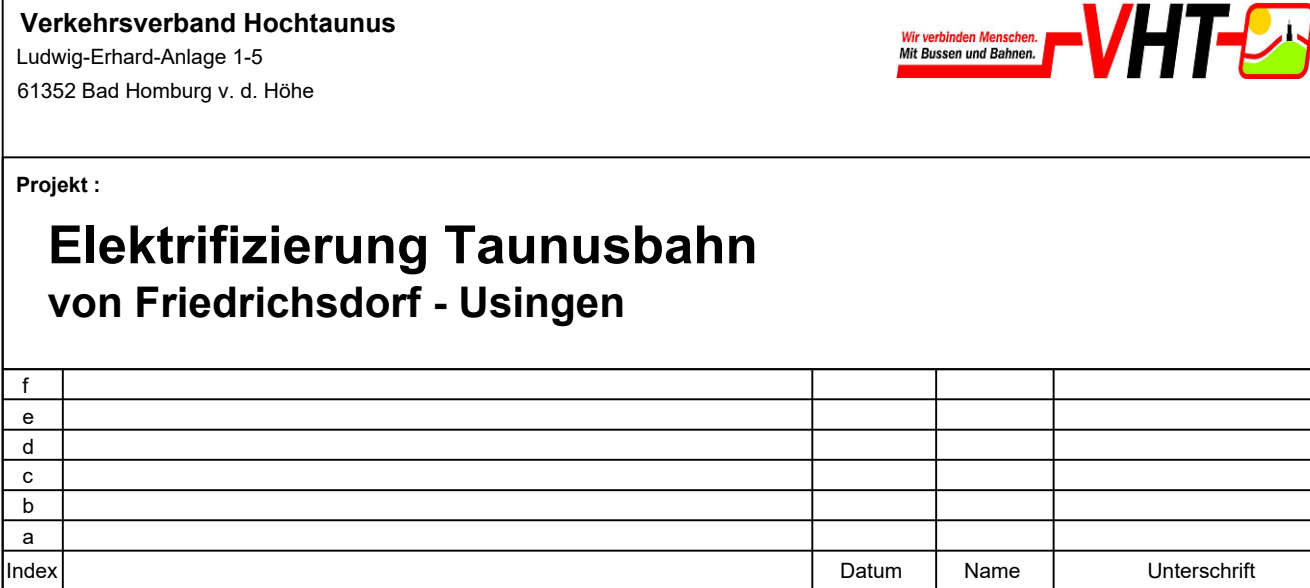 Verkehrsverband Hochtaunus
Ludwig-Erhard-Anlage 1-5
61352 Bad Homburg v. d. Höhe
Wir verbinden Menschen.
Mit Bussen und Bahnen.
VHT
Projekt :
Elektrifizierung Taunusbahn
von Friedrichsdorf - Usingen
f
e
d
c
b
a
Index Datum Name Unterschrift